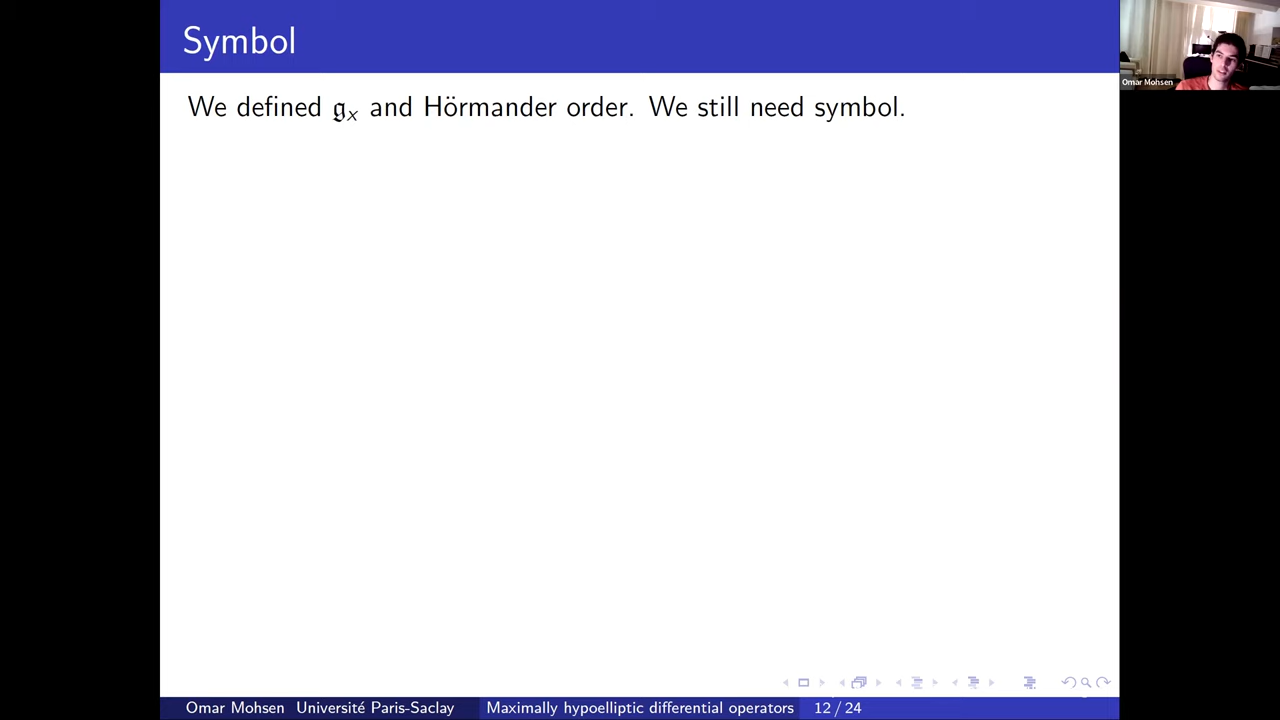 Symbol
We defined 𝔤ₓ and Hörmander order. We still need symbol.
Omar Mohsen
Omar Mohsen Université Paris-Saclay Maximally hypoelliptic differential operators 12 / 24